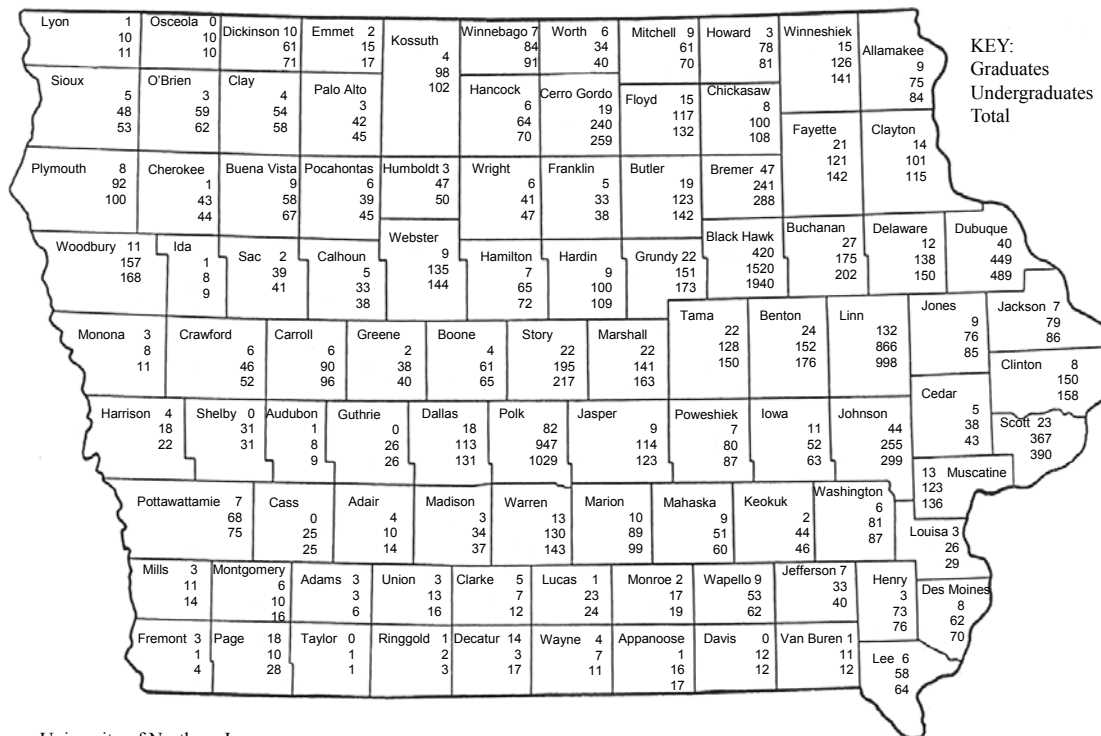 Lyon 1
10
11
Osceola 0
10
10
Dickinson 10
61
71
Emmet 2
15
17
Kossuth
4
98
102
Winnebago 7
84
91
Worth 6
34
40
Mitchell 9
61
70
Howard 3
78
81
Winneshiek
15
126
141
Allamakee
9
75
84
KEY:
Graduates
Undergraduates
Total
Sioux
5
48
53
O'Brien
3
59
62
Clay
4
54
58
Palo Alto
3
42
45
Hancock
6
64
70
Cerro Gordo
19
240
259
Floyd 15
117
132
Chickasaw
8
100
108
Fayette
21
121
142
Clayton
14
101
115
Plymouth 8
92
100
Cherokee
1
43
44
Buena Vista
9
58
67
Pocahontas
6
39
45
Humboldt 3
47
50
Wright
6
41
47
Franklin
5
33
38
Butler
19
123
142
Bremer 47
241
288
Woodbury 11
157
168
Ida
1
8
9
Sac 2
39
41
Calhoun
5
33
38
Webster
9
135
144
Hamilton
7
65
72
Hardin
9
100
109
Grundy 22
151
173
Black Hawk
420
1520
1940
Buchanan
27
175
202
Delaware
12
138
150
Dubuque
40
449
489
Monona 3
8
11
Crawford
6
46
52
Carroll
6
90
96
Greene
2
38
40
Boone
4
61
65
Story
22
195
217
Marshall
22
141
163
Tama
22
128
150
Benton
24
152
176
Linn
132
866
998
Jones
9
76
85
Jackson 7
79
86
Clinton 8
150
158
Harrison 4
18
22
Shelby 0
31
31
Audubon
1
8
9
Guthrie
0
26
26
Dallas
18
113
131
Polk
82
947
1029
Jasper
9
114
123
Poweshiek
7
80
87
Iowa
11
52
63
Johnson
44
255
299
Cedar
5
38
43
Scott 23
367
390
13 Muscatine
123
136
Pottawattamie 7
68
75
Cass
0
25
25
Adair
4
10
14
Madison
3
34
37
Warren
13
130
143
Marion
10
89
99
Mahaska
9
51
60
Keokuk
2
44
46
Washington
6
81
87
Louisa 3
26
29
Mills 3
11
14
Montgomery
6
10
16
Adams 3
3
6
Union 3
13
16
Clarke 5
7
12
Lucas 1
23
24
Monroe 2
17
19
Wapello 9
53
62
Jefferson 7
33
40
Henry
3
73
76
Des Moines
8
62
70
Fremont 3
1
4
Page 18
10
28
Taylor 0
1
1
Ringgold 1
2
3
Decatur 14
3
17
Wayne 4
7
11
Appanoose
1
16
17
Davis 0
12
12
Van Buren 1
11
12
Lee 6
58
64